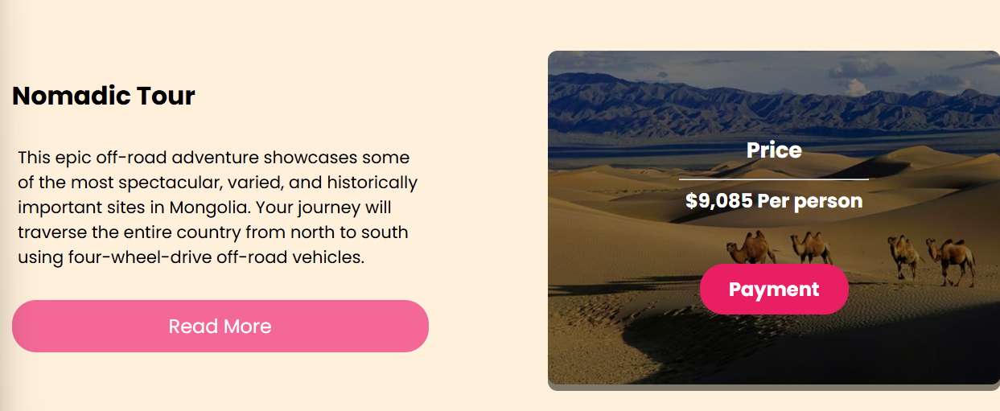 Nomadic Tour
This epic off-road adventure showcases some
of the most spectacular, varied, and historically
important sites in Mongolia. Your journey will
traverse the entire country from north to south
using four-wheel-drive off-road vehicles.
Read More
Price
$9,085 Per person
Payment